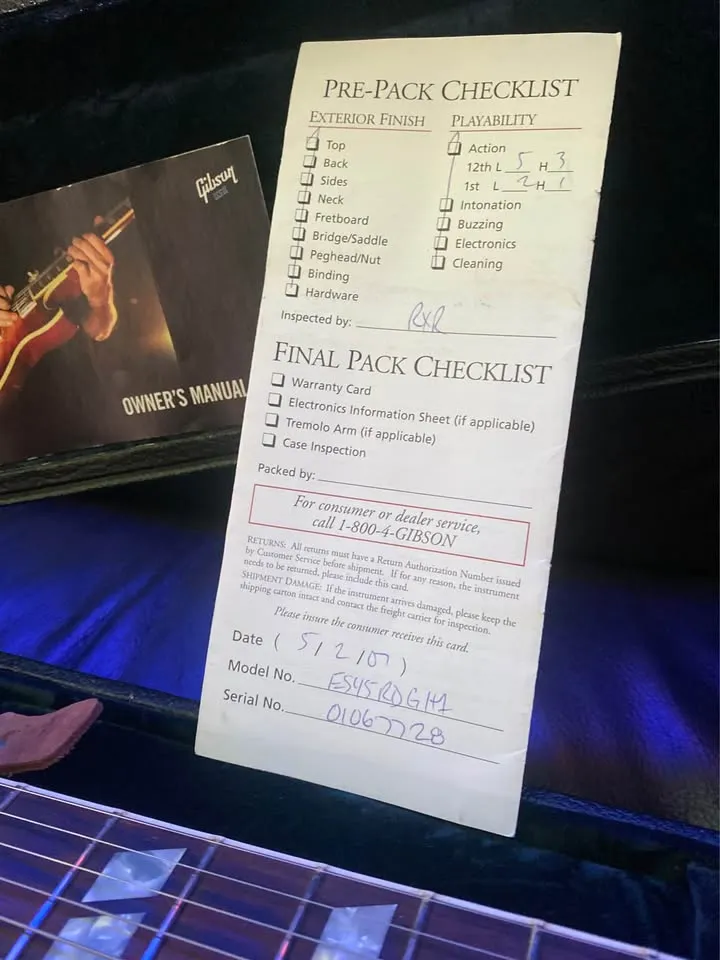 Gibson
USA
OWNER'S MANUAL
PRE-PACK CHECKLIST
EXTERIOR FINISH
Top
Back
Sides
Neck
Fretboard
Bridge/Saddle
Peghead/Nut
Binding
Hardware
PLAYABILITY
Action
12th L 5 H 3
1st L 2 H 1
Intonation
Buzzing
Electronics
Cleaning
Inspected by: RXR
FINAL PACK CHECKLIST
Warranty Card
Electronics Information Sheet (if applicable)
Tremolo Arm (if applicable)
Case Inspection
Packed by:
For consumer or dealer service,
call 1-800-4-GIBSON
RETURNS: All returns must have a Return Authorization Number issued
by Customer Service before shipment. If for any reason, the instrument
needs to be returned, please include this card.
SHIPMENT DAMAGE: If the instrument arrives damaged, please keep the
shipping carton intact and contact the freight carrier for inspection.
Please insure the consumer receives this card.
Date ( 5/2/07 )
Model No. ES45RDGH1
Serial No. 01067728